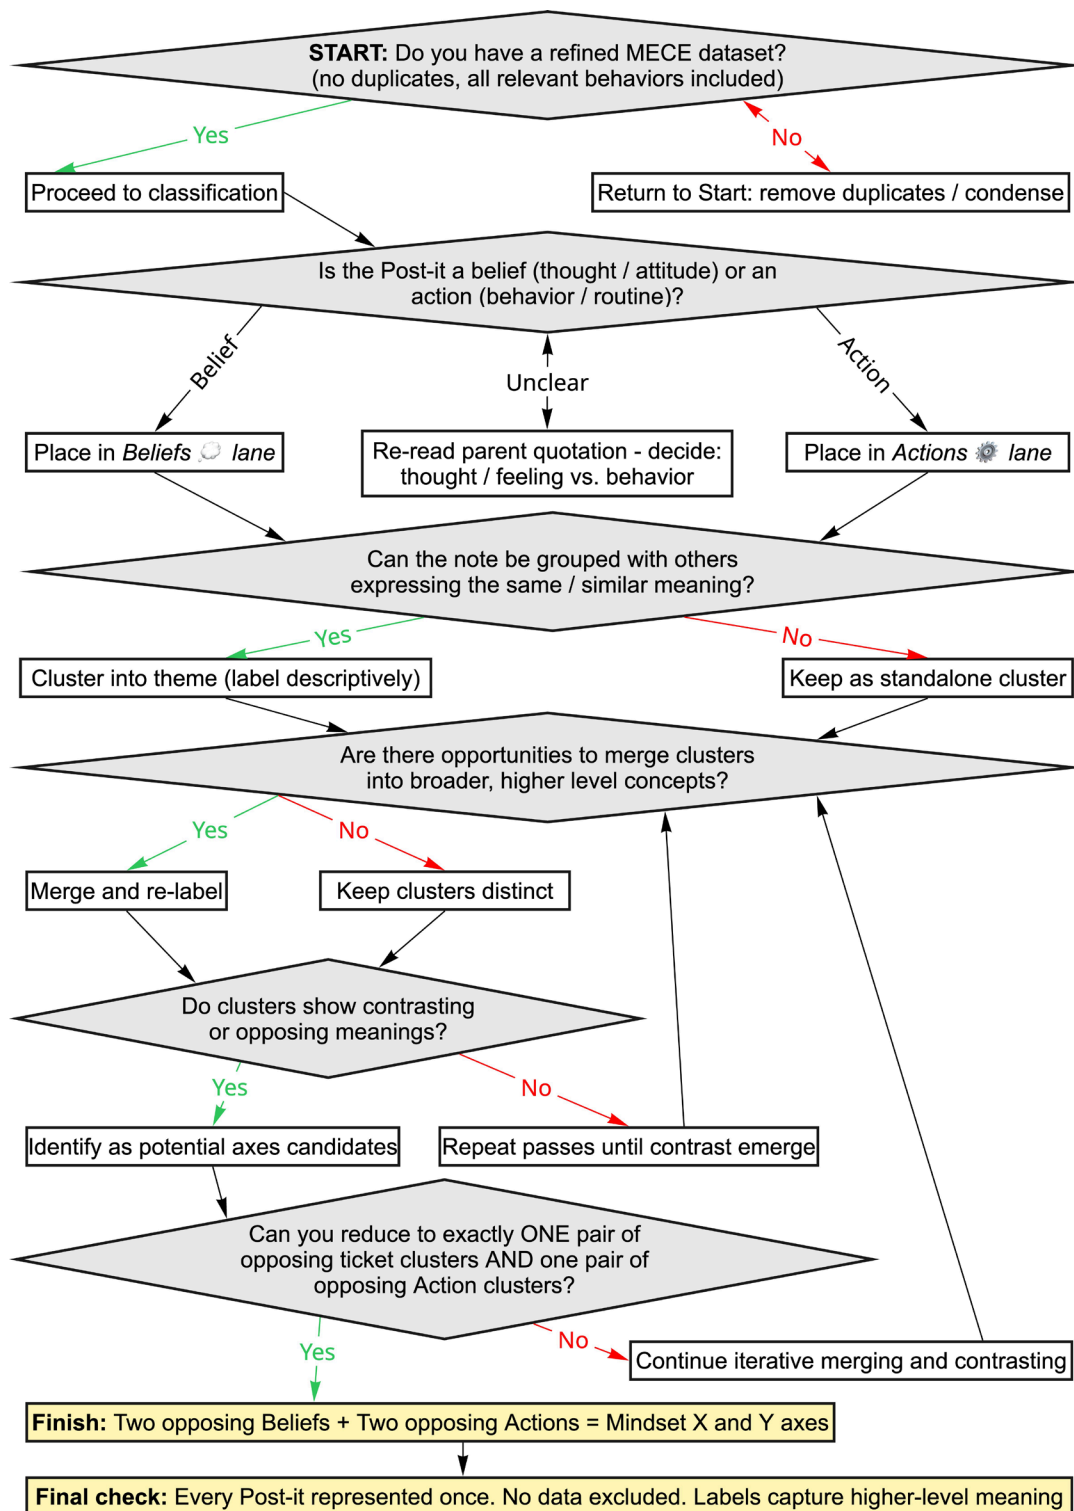 START: Do you have a refined MECE dataset?
(no duplicates, all relevant behaviors included)
Yes
No
Proceed to classification
Return to Start: remove duplicates / condense
Is the Post-it a belief (thought / attitude) or an
action (behavior / routine)?
Belief
Unclear
Action
Place in Beliefs 💭 lane
Re-read parent quotation - decide:
thought / feeling vs. behavior
Place in Actions ⚙️ lane
Can the note be grouped with others
expressing the same / similar meaning?
Yes
No
Cluster into theme (label descriptively)
Keep as standalone cluster
Are there opportunities to merge clusters
into broader, higher level concepts?
Yes
No
Merge and re-label
Keep clusters distinct
Do clusters show contrasting
or opposing meanings?
Yes
No
Identify as potential axes candidates
Repeat passes until contrast emerge
Can you reduce to exactly ONE pair of
opposing ticket clusters AND one pair of
opposing Action clusters?
Yes
No
Continue iterative merging and contrasting
Finish: Two opposing Beliefs + Two opposing Actions = Mindset X and Y axes
Final check: Every Post-it represented once. No data excluded. Labels capture higher-level meaning